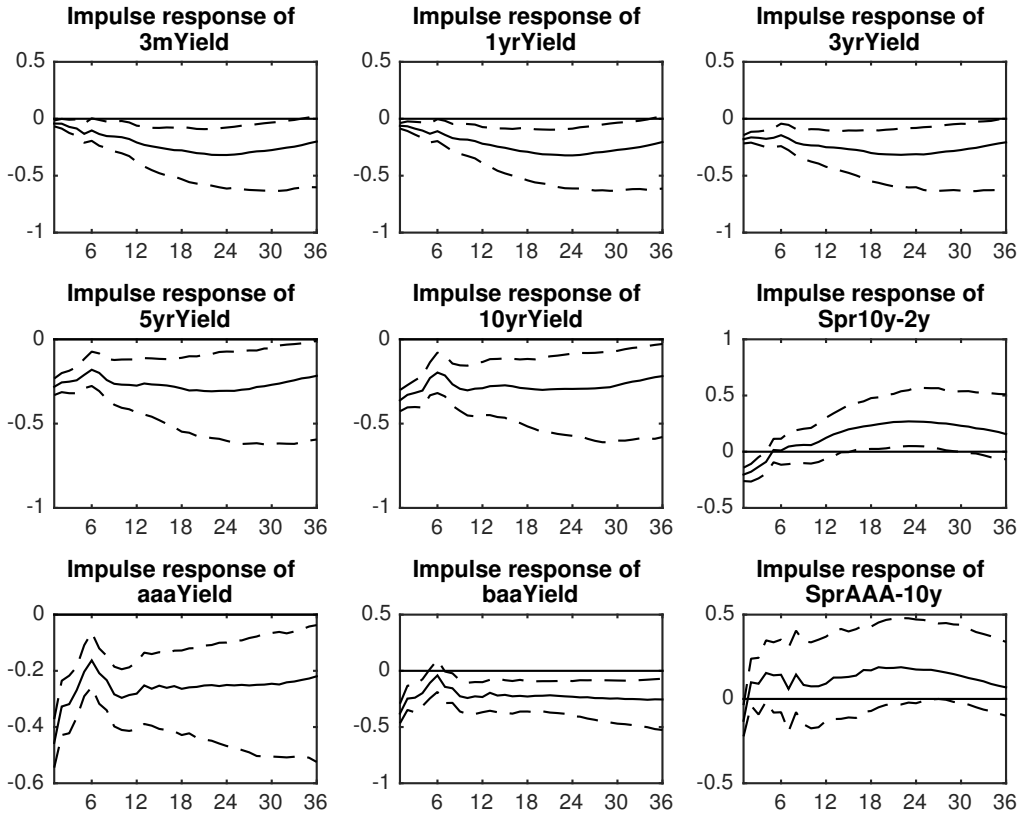 Impulse response of
3mYield
0.5
0
-0.5
-1
6 12 18 24 30 36
Impulse response of
1yrYield
0.5
0
-0.5
-1
6 12 18 24 30 36
Impulse response of
3yrYield
0.5
0
-0.5
-1
6 12 18 24 30 36
Impulse response of
5yrYield
0
-0.5
-1
6 12 18 24 30 36
Impulse response of
10yrYield
0
-0.5
-1
6 12 18 24 30 36
Impulse response of
Spr10y-2y
1
0.5
0
-0.5
6 12 18 24 30 36
Impulse response of
aaaYield
0
-0.2
-0.4
-0.6
6 12 18 24 30 36
Impulse response of
baaYield
0.5
0
-0.5
-1
6 12 18 24 30 36
Impulse response of
SprAAA-10y
0.5
0
-0.5
6 12 18 24 30 36